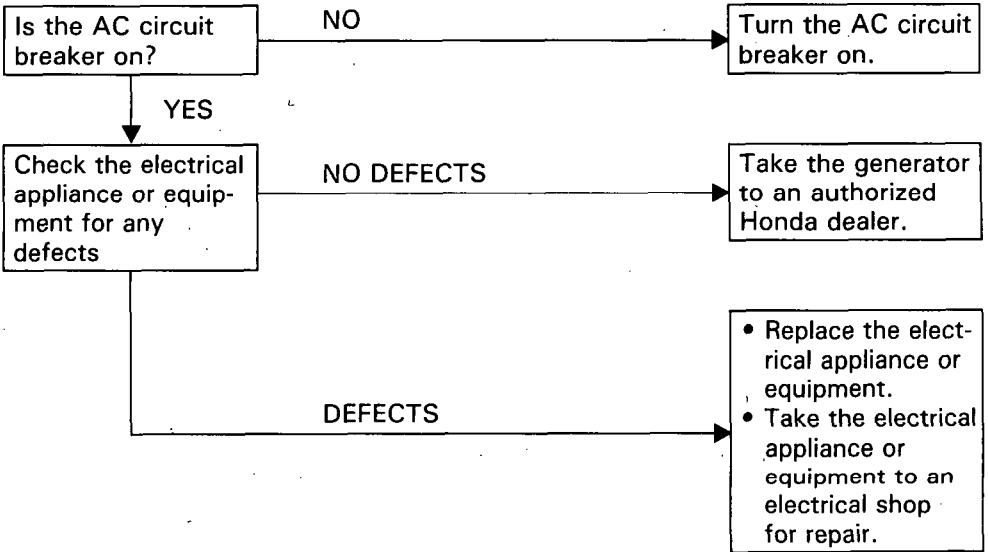 Is the AC circuit
breaker on?
NO
Turn the AC circuit
breaker on.
YES
Check the electrical
appliance or equip-
ment for any
defects
NO DEFECTS
Take the generator
to an authorized
Honda dealer.
DEFECTS
• Replace the elect-
rical appliance or
equipment.
• Take the electrical
appliance or
equipment to an
electrical shop
for repair.